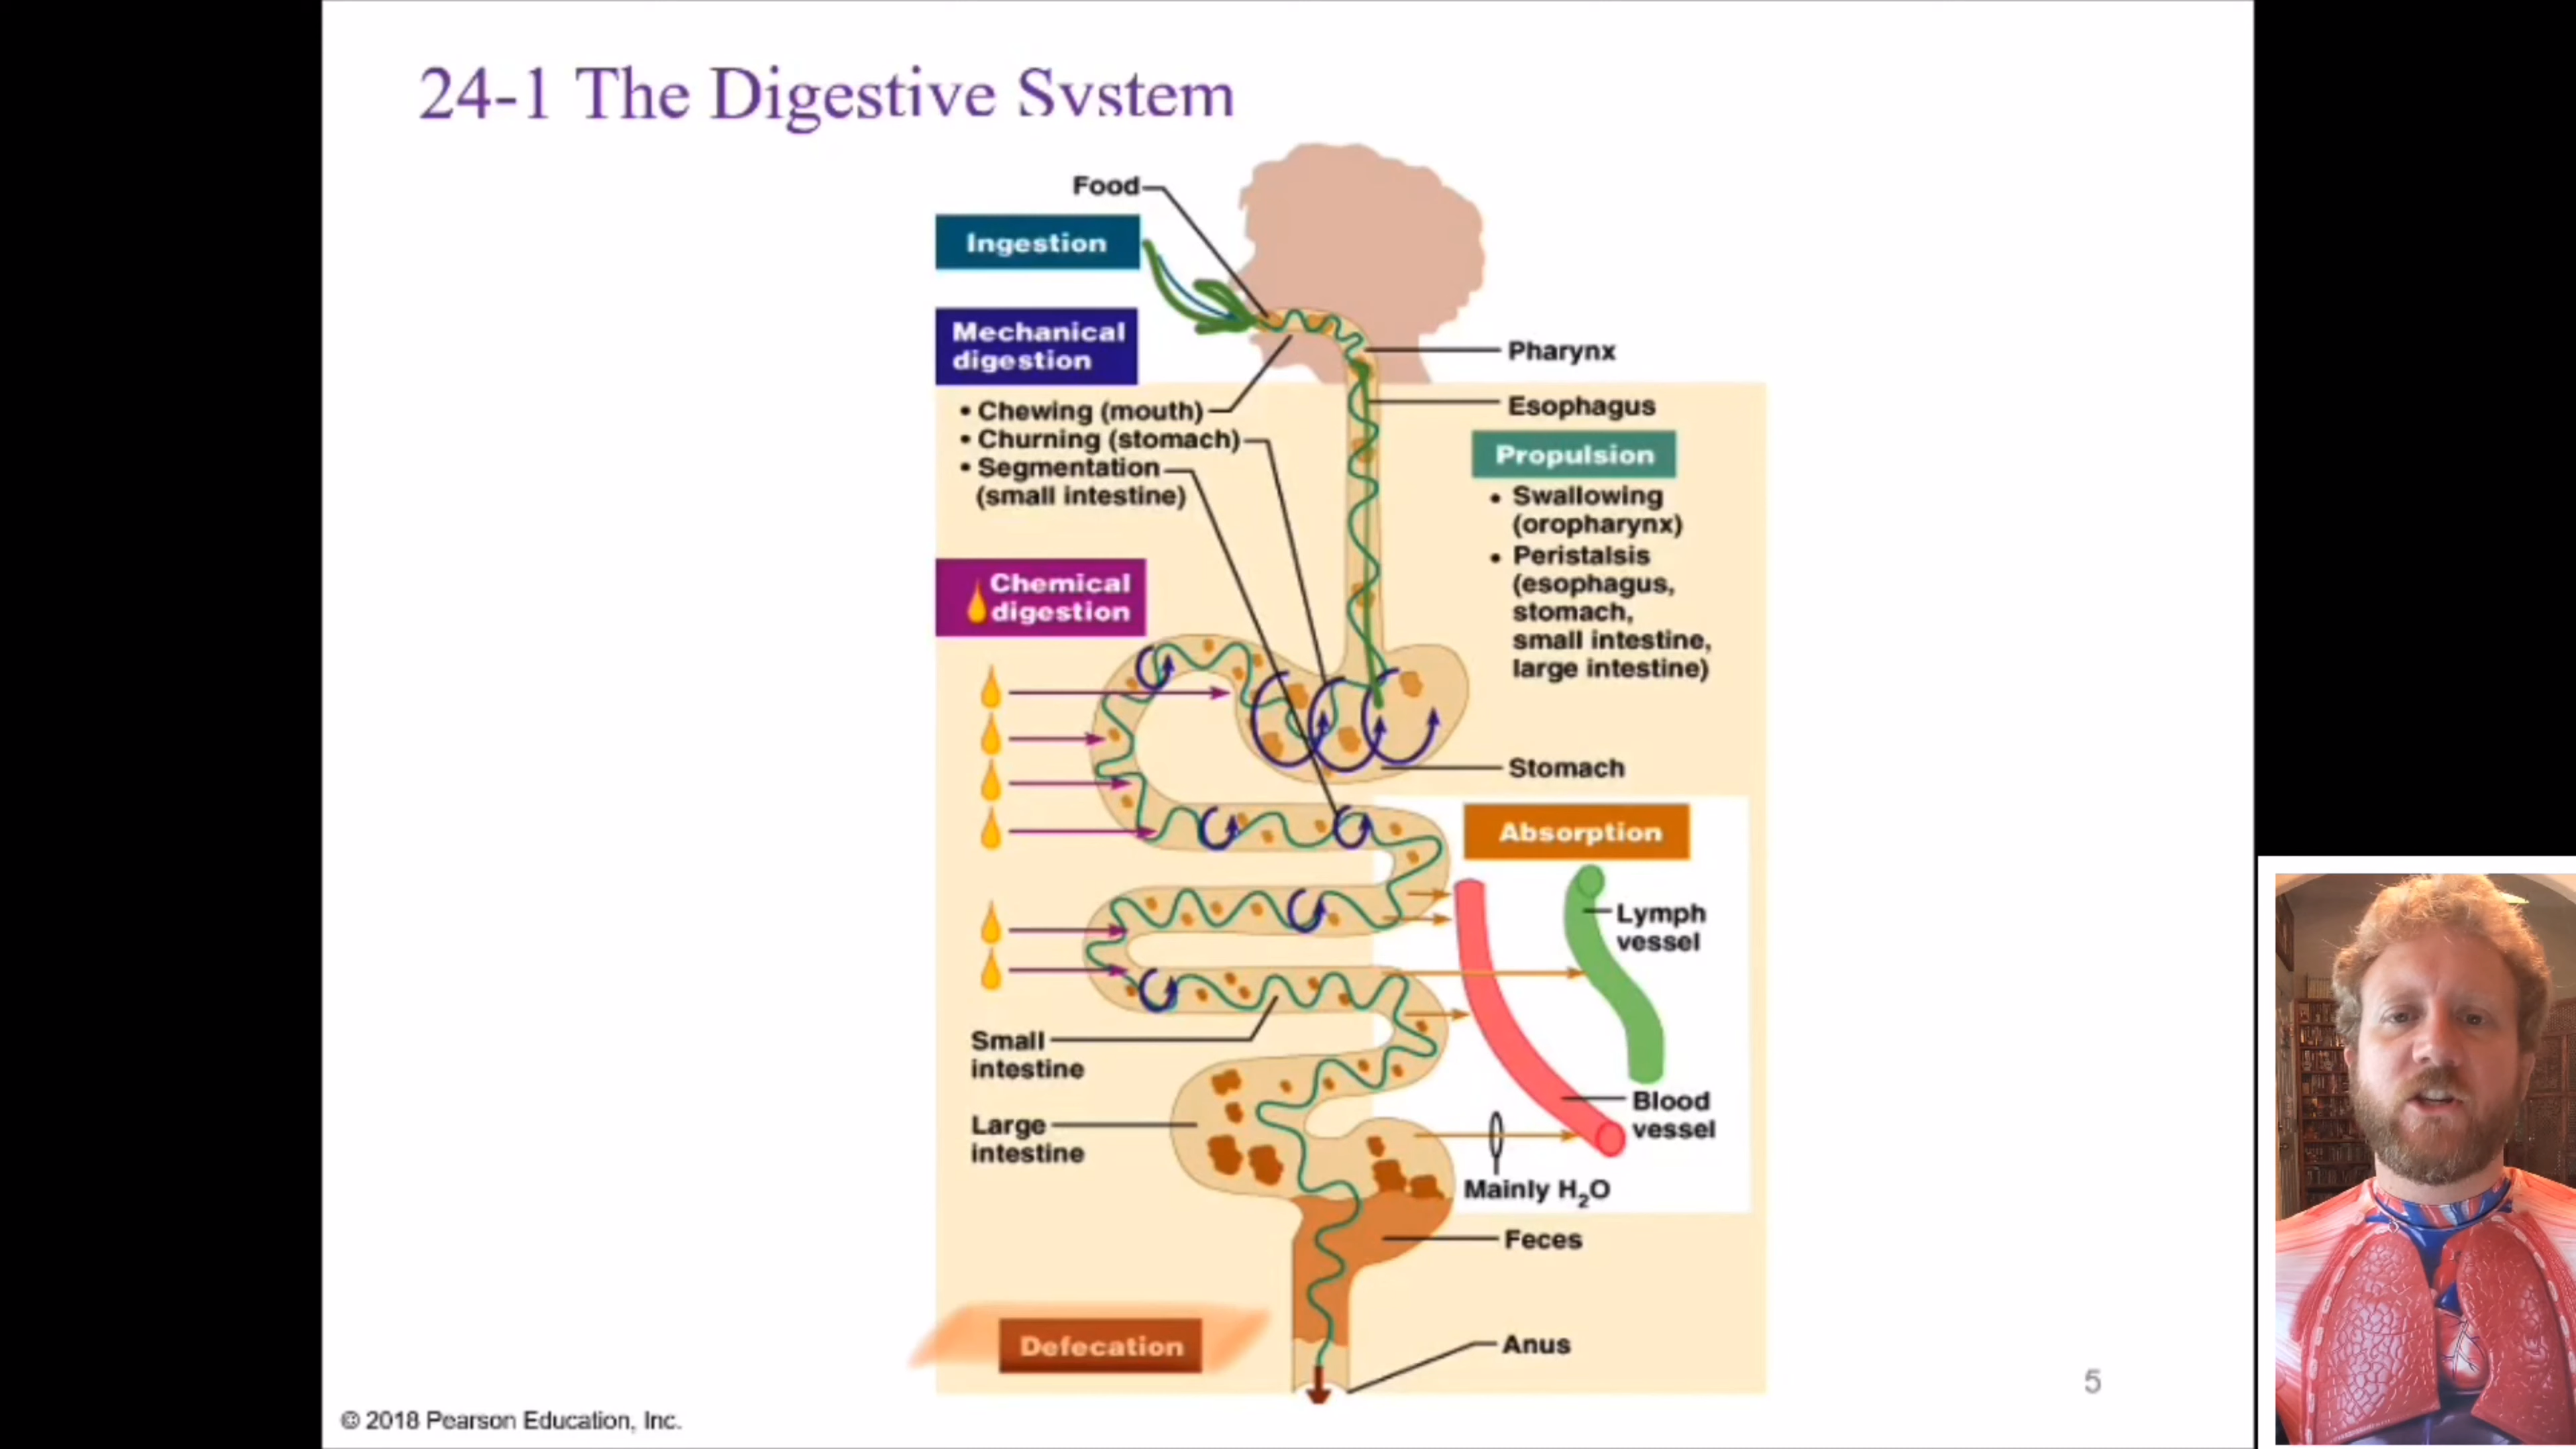 24-1 The Digestive System
Food
Ingestion
Mechanical
digestion
• Chewing (mouth)
• Churning (stomach)
• Segmentation
(small intestine)
Pharynx
Esophagus
Propulsion
• Swallowing
(oropharynx)
• Peristalsis
(esophagus,
stomach,
small intestine,
large intestine)
Chemical
digestion
Stomach
Absorption
Lymph
vessel
Small
intestine
Large
intestine
Blood
vessel
Mainly H₂O
Feces
Defecation
Anus
5
© 2018 Pearson Education, Inc.